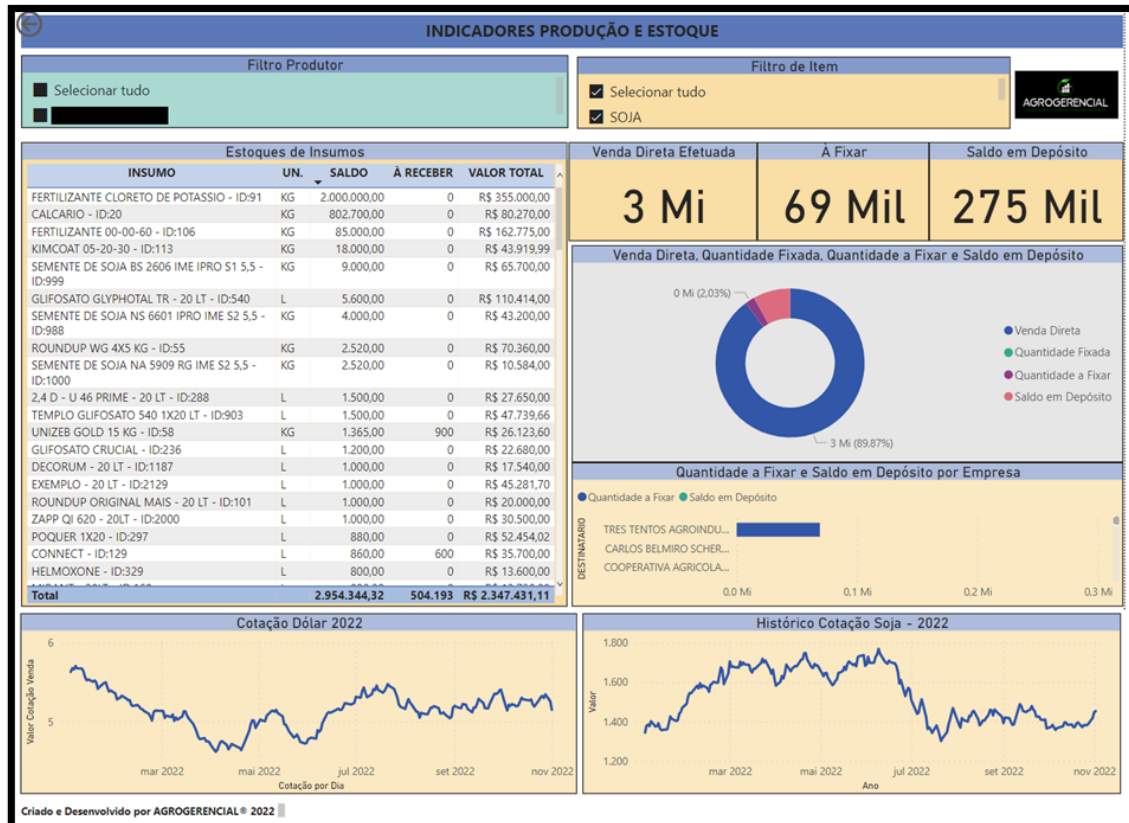 INDICADORES PRODUÇÃO E ESTOQUE
Filtro Produtor
Selecionar tudo
Filtro de Item
Selecionar tudo
SOJA
AGROGERENCIAL
Estoques de Insumos
INSUMO UN. SALDO À RECEBER VALOR TOTAL
FERTILIZANTE CLORETO DE POTASSIO - ID:91 KG 2.000.000,00 0 R$ 355.000,00
CALCARIO - ID:20 KG 802.700,00 0 R$ 80.270,00
FERTILIZANTE 00-00-60 - ID:106 KG 85.000,00 0 R$ 162.775,00
KIMCOAT 05-20-30 - ID:113 KG 18.000,00 0 R$ 43.919,99
SEMENTE DE SOJA BS 2606 IME IPRO S1 5,5 - KG 9.000,00 0 R$ 65.700,00
ID:999
GLIFOSATO GLYPHOTAL TR - 20 LT - ID:540 L 5.600,00 0 R$ 110.414,00
SEMENTE DE SOJA NS 6601 IPRO IME S2 5,5 - KG 4.000,00 0 R$ 43.200,00
ID:988
ROUNDUP WG 4X5 KG - ID:55 KG 2.520,00 0 R$ 70.360,00
SEMENTE DE SOJA NA 5909 RG IME S2 5,5 - KG 2.520,00 0 R$ 10.584,00
ID:1000
2,4 D - U 46 PRIME - 20 LT - ID:288 L 1.500,00 0 R$ 27.650,00
TEMPLO GLIFOSATO 540 1X20 LT - ID:903 L 1.500,00 0 R$ 47.739,66
UNIZEB GOLD 15 KG - ID:58 KG 1.365,00 900 R$ 26.123,60
GLIFOSATO CRUCIAL - ID:236 L 1.200,00 0 R$ 22.680,00
DECORUM - 20 LT - ID:1187 L 1.000,00 0 R$ 17.540,00
EXEMPLO - 20 LT - ID:2129 L 1.000,00 0 R$ 45.281,70
ROUNDUP ORIGINAL MAIS - 20 LT - ID:101 L 1.000,00 0 R$ 20.000,00
ZAPP QI 620 - 20LT - ID:2000 L 1.000,00 0 R$ 30.500,00
POQUER 1X20 - ID:297 L 880,00 0 R$ 52.454,02
CONNECT - ID:129 L 860,00 600 R$ 35.700,00
HELMOXONE - ID:329 L 800,00 0 R$ 13.600,00
Total 2.954.344,32 504.193 R$ 2.347.431,11
Venda Direta Efetuada
3 Mi
À Fixar
69 Mil
Saldo em Depósito
275 Mil
Venda Direta, Quantidade Fixada, Quantidade a Fixar e Saldo em Depósito
0 Mi (2,03%)
3 Mi (89,87%)
Venda Direta
Quantidade Fixada
Quantidade a Fixar
Saldo em Depósito
Quantidade a Fixar e Saldo em Depósito por Empresa
Quantidade a Fixar Saldo em Depósito
DESTINATARIO
TRES TENTOS AGROINDU...
CARLOS BELMIRO SCHER...
COOPERATIVA AGRICOLA...
0,0 Mi 0,1 Mi 0,2 Mi 0,3 Mi
Cotação Dólar 2022
Valor Cotação Venda
6
5
mar 2022 mai 2022 jul 2022 set 2022 nov 2022
Cotação por Dia
Histórico Cotação Soja - 2022
Valor
1.800
1.600
1.400
1.200
mar 2022 mai 2022 jul 2022 set 2022 nov 2022
Ano
Criado e Desenvolvido por AGROGERENCIAL® 2022